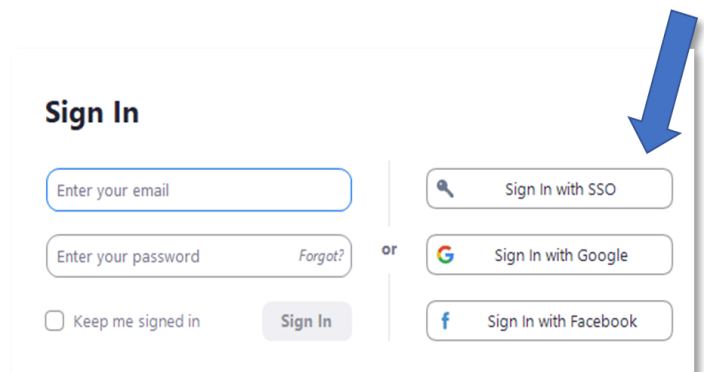 Sign In
Enter your email
Enter your password Forgot?
Keep me signed in Sign In
or
Sign In with SSO
Sign In with Google
Sign In with Facebook